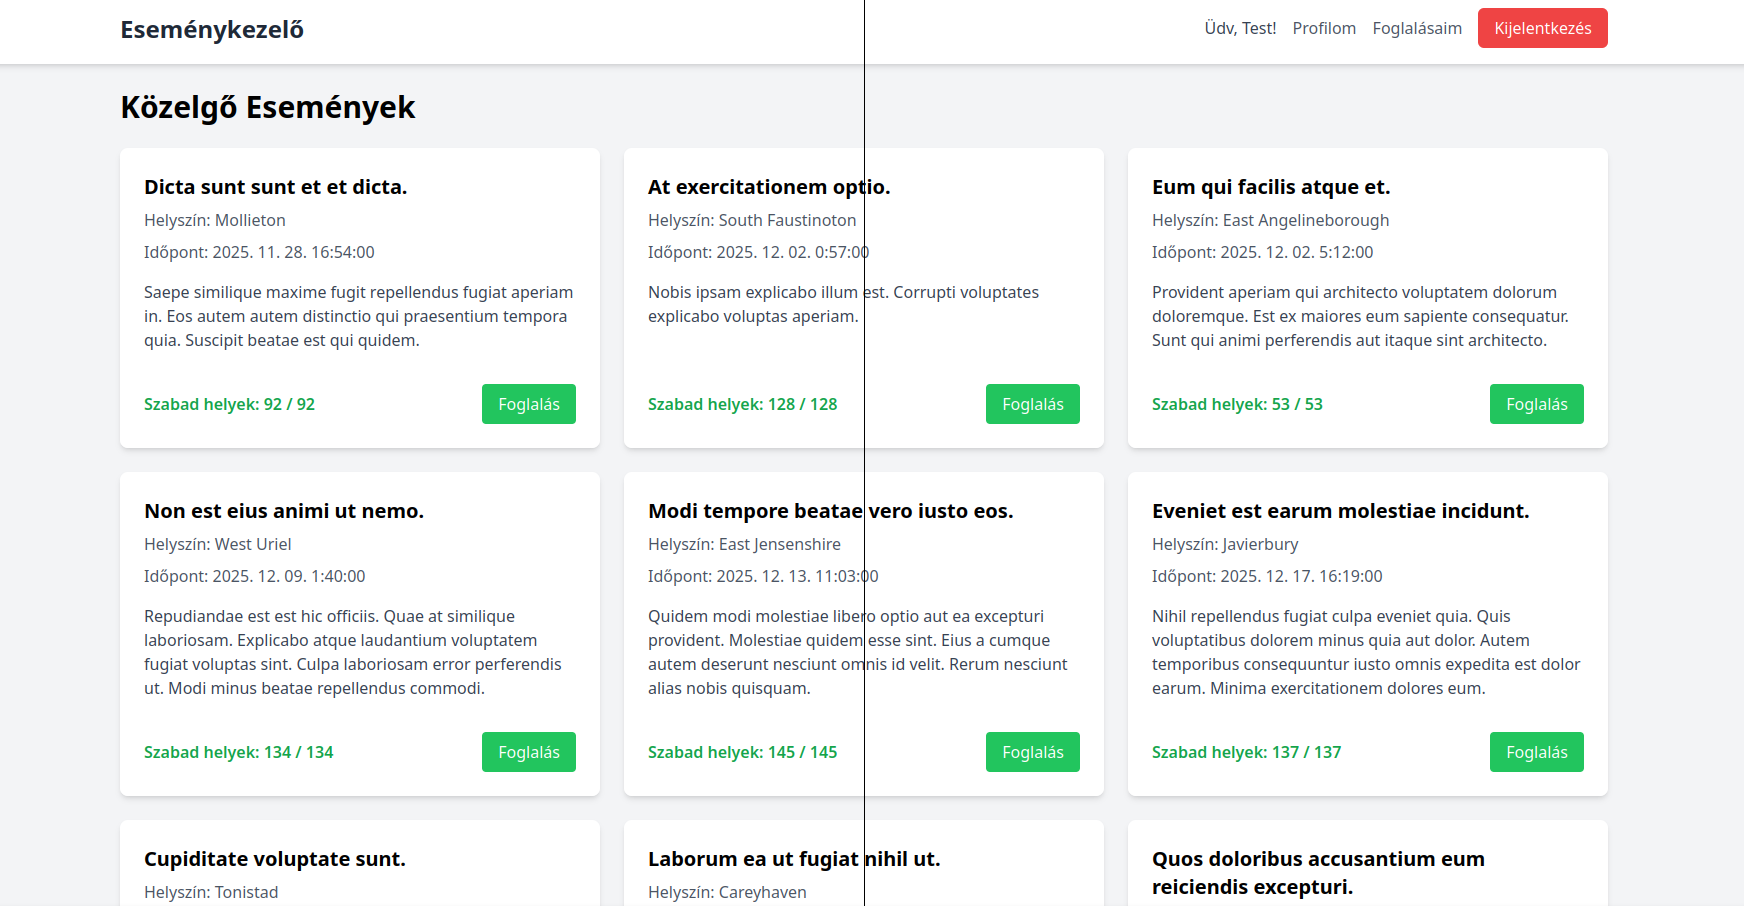 Eseménykezelő
Üdv, Test! Profilom Foglalásaim Kijelentkezés
Közelgő Események
Dicta sunt sunt et et dicta.
Helyszín: Mollieton
Időpont: 2025. 11. 28. 16:54:00
Saepe similique maxime fugit repellendus fugiat aperiam
in. Eos autem autem distinctio qui praesentium tempora
quia. Suscipit beatae est qui quidem.
Szabad helyek: 92 / 92
Foglalás
At exercitationem optio.
Helyszín: South Faustinoton
Időpont: 2025. 12. 02. 0:57:00
Nobis ipsam explicabo illum est. Corrupti voluptates
explicabo voluptas aperiam.
Szabad helyek: 128 / 128
Foglalás
Eum qui facilis atque et.
Helyszín: East Angelineborough
Időpont: 2025. 12. 02. 5:12:00
Provident aperiam qui architecto voluptatem dolorum
doloremque. Est ex maiores eum sapiente consequatur.
Sunt qui animi perferendis aut itaque sint architecto.
Szabad helyek: 53 / 53
Foglalás
Non est eius animi ut nemo.
Helyszín: West Uriel
Időpont: 2025. 12. 09. 1:40:00
Repudiandae est est hic officiis. Quae at similique
laboriosam. Explicabo atque laudantium voluptatem
fugiat voluptas sint. Culpa laboriosam error perferendis
ut. Modi minus beatae repellendus commodi.
Szabad helyek: 134 / 134
Foglalás
Modi tempore beatae vero iusto eos.
Helyszín: East Jensenshire
Időpont: 2025. 12. 13. 11:03:00
Quidem modi molestiae libero optio aut ea excepturi
provident. Molestiae quidem esse sint. Eius a cumque
autem deserunt nesciunt omnis id velit. Rerum nesciunt
alias nobis quisquam.
Szabad helyek: 145 / 145
Foglalás
Eveniet est earum molestiae incidunt.
Helyszín: Javierbury
Időpont: 2025. 12. 17. 16:19:00
Nihil repellendus fugiat culpa eveniet quia. Quis
voluptatibus dolorem minus quia aut dolor. Autem
temporibus consequuntur iusto omnis expedita est dolor
earum. Minima exercitationem dolores eum.
Szabad helyek: 137 / 137
Foglalás
Cupiditate voluptate sunt.
Helyszín: Tonistad
Laborum ea ut fugiat nihil ut.
Helyszín: Careyhaven
Quos doloribus accusantium eum
reiciendis excepturi.